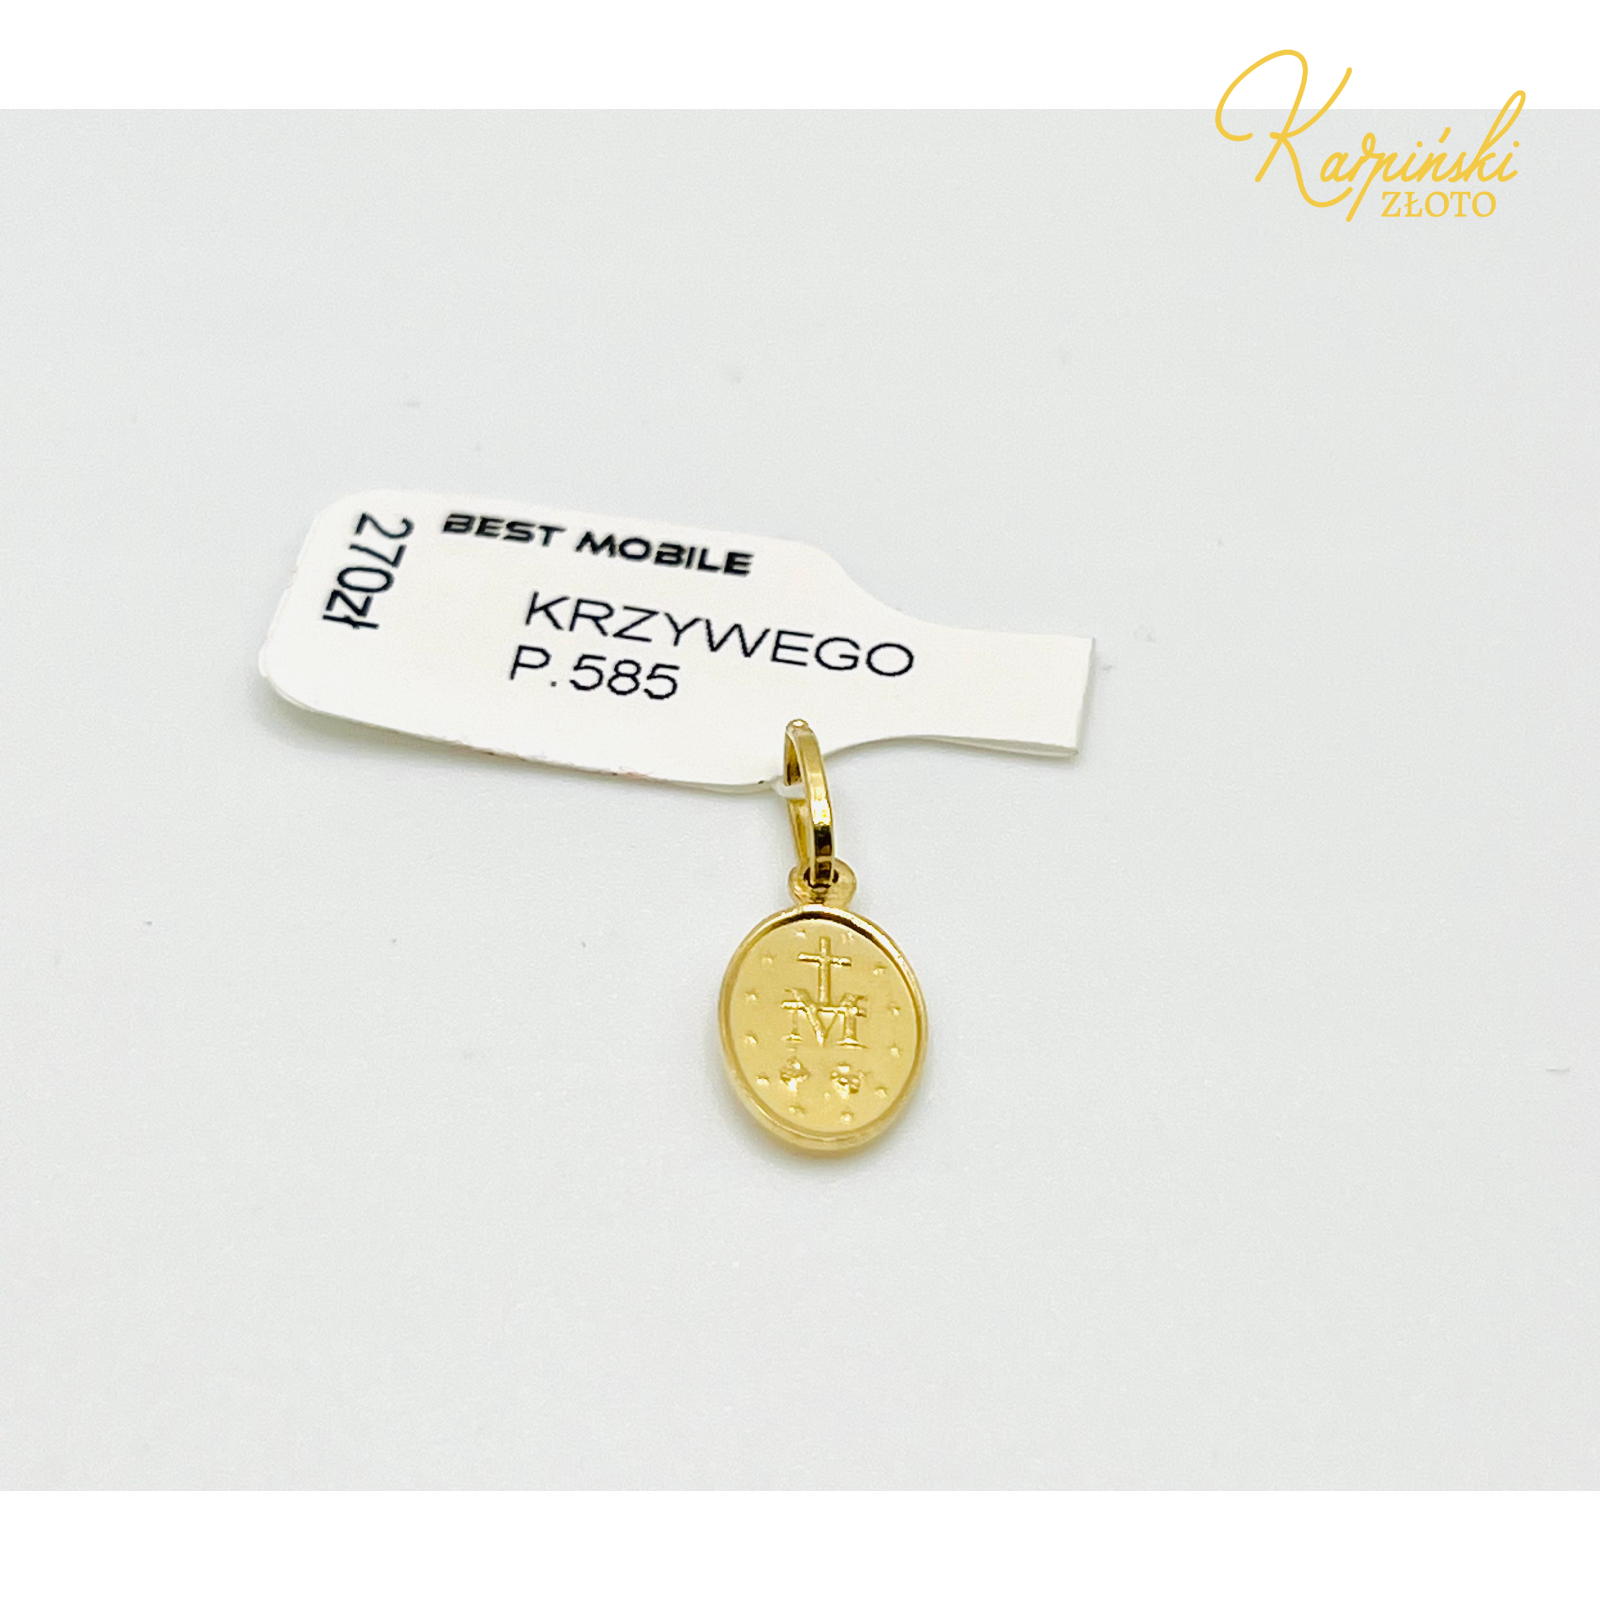 Karpiński
ZŁOTO
BEST MOBILE
270zł
KRZYWEGO
P.585
M